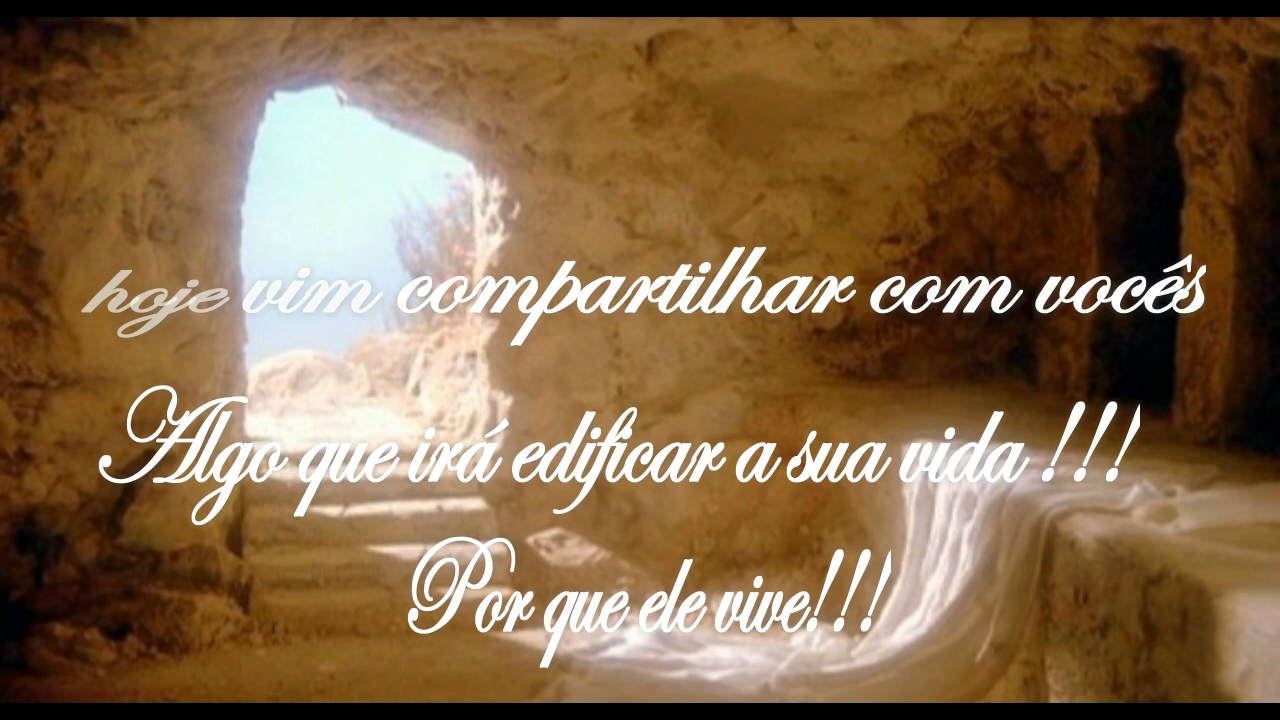 hoje vim compartilhar com vocês
Algo que irá edificar a sua vida !!!
Por que ele vive!!!